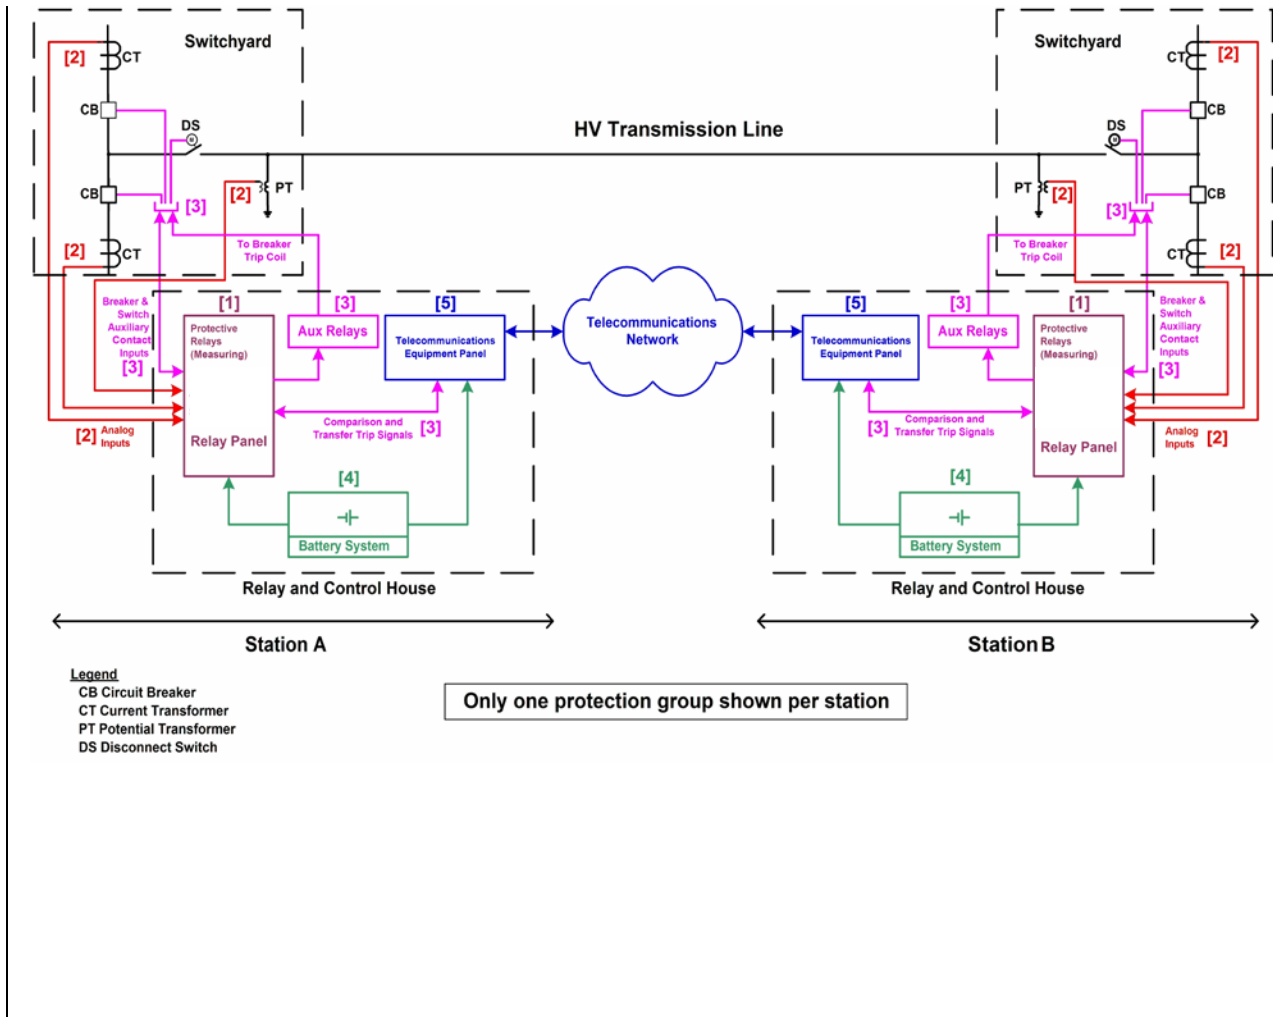 Switchyard
[2]
CT
CB
DS
CB
[3]
[2]
PT
[2]
CT
To Breaker
Trip Coil
HV Transmission Line
Switchyard
[2]
CT
CB
DS
CB
[3]
PT
[2]
[2]
CT
To Breaker
Trip Coil
Breaker &
Switch
Auxiliary
Contact
Inputs
[3]
[1]
Protective
Relays
(Measuring)
Relay Panel
[3]
Aux Relays
[5]
Telecommunications
Equipment Panel
Comparison and
Transfer Trip Signals
[3]
[2]
Analog
Inputs
[4]
Battery System
Relay and Control House
Telecommunications
Network
[5]
Telecommunications
Equipment Panel
[3]
Aux Relays
[1]
Protective
Relays
(Measuring)
Relay Panel
Breaker &
Switch
Auxiliary
Contact
Inputs
[3]
Comparison and
Transfer Trip Signals
[3]
Analog
Inputs
[2]
[4]
Battery System
Relay and Control House
Station A
Station B
Legend
CB Circuit Breaker
CT Current Transformer
PT Potential Transformer
DS Disconnect Switch
Only one protection group shown per station